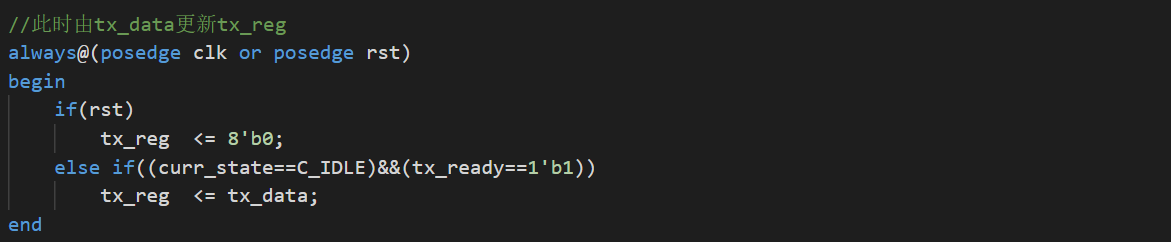 //此时由tx_data更新tx_reg
always@(posedge clk or posedge rst)
begin
    if(rst)
        tx_reg  <= 8'b0;
    else if((curr_state==C_IDLE)&&(tx_ready==1'b1))
        tx_reg  <= tx_data;
end